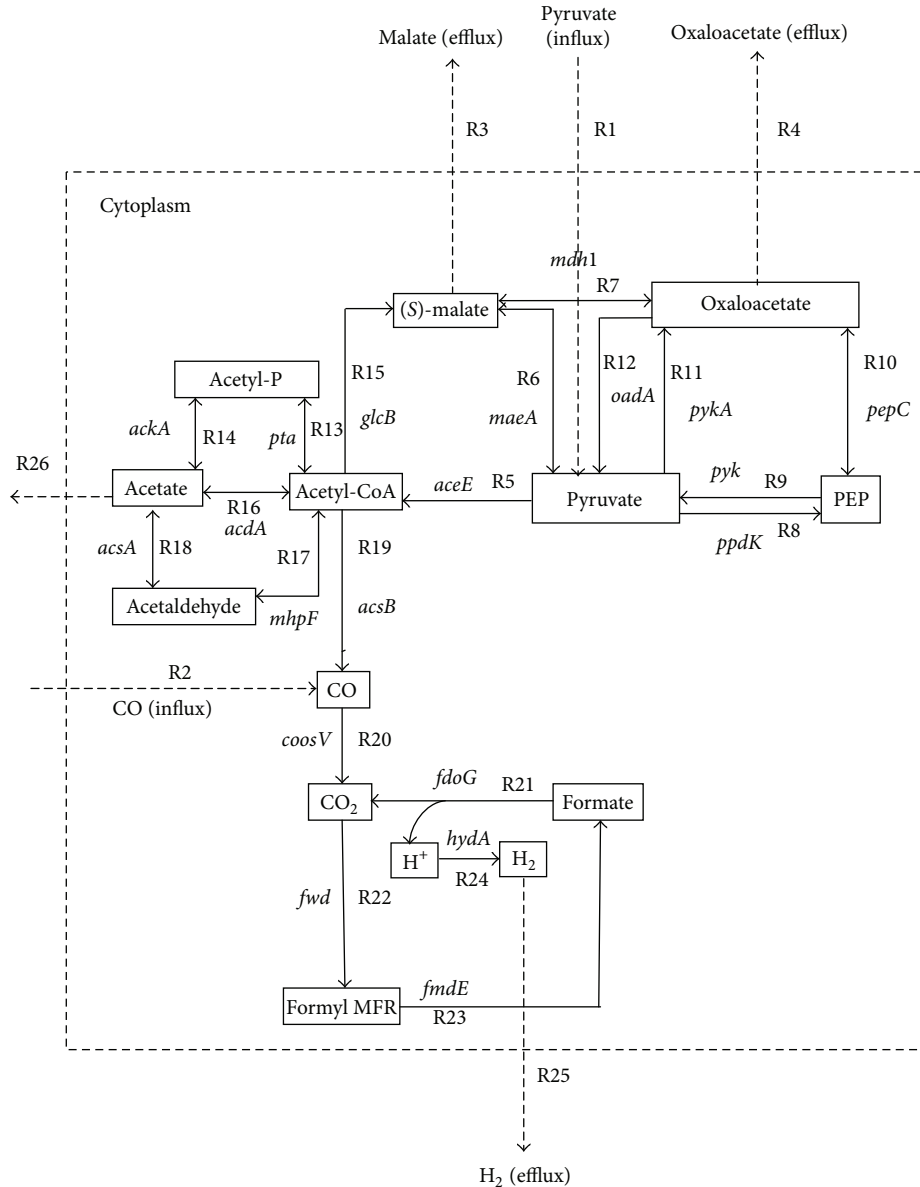 Pyruvate
(influx)
Malate (efflux)
Oxaloacetate (efflux)
R3
R1
R4
Cytoplasm
mdh1
R7
(S)-malate
Oxaloacetate
R15
glcB
R6
maeA
R12
oadA
R11
pykA
R10
pepC
Acetyl-P
ackA
R14
pta
R13
R26
Acetate
R16
acdA
Acetyl-CoA
aceE
R5
Pyruvate
pyk
R9
PEP
ppdK
R8
acsA
R18
R17
R19
acsB
Acetaldehyde
mhpF
R2
CO (influx)
CO
coosV
R20
fdoG
R21
CO2
Formate
hydA
H+
H2
R24
fwd
R22
Formyl MFR
fmdE
R23
R25
H2 (efflux)